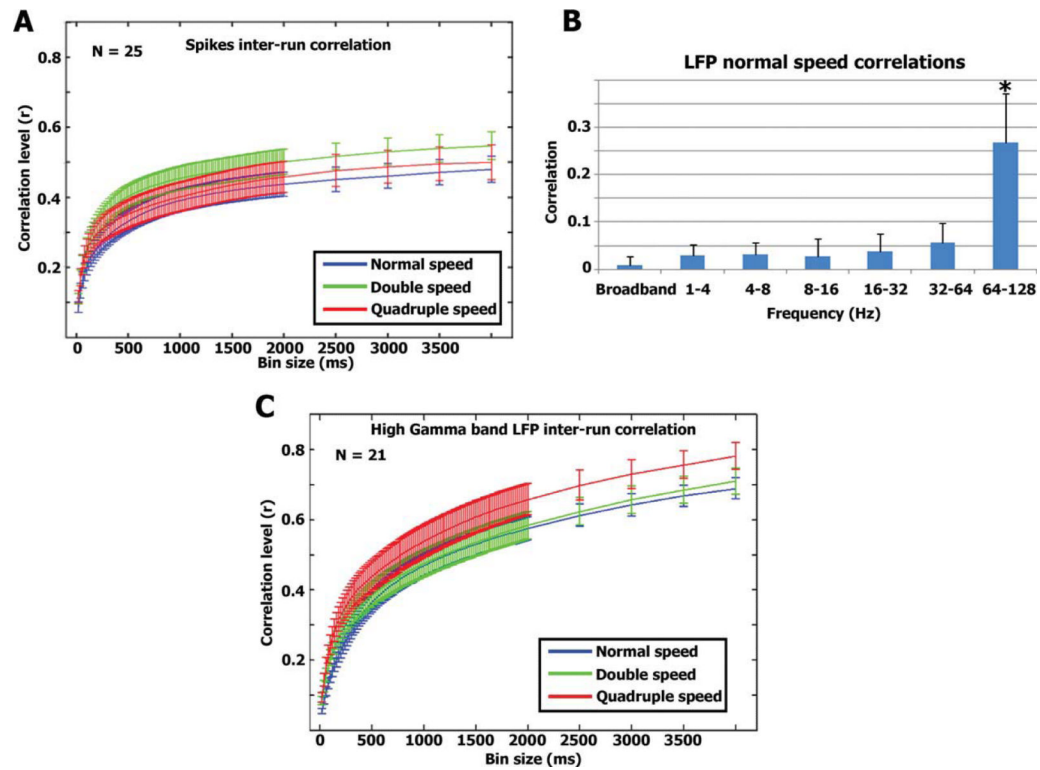 A
Spikes inter-run correlation
N = 25
Correlation level (r)
0.8
0.6
0.4
0.2
Normal speed
Double speed
Quadruple speed
0 500 1000 1500 2000 2500 3000 3500
Bin size (ms)
B
LFP normal speed correlations
*
Correlation
0.3
0.2
0.1
0
Broadband 1-4 4-8 8-16 16-32 32-64 64-128
Frequency (Hz)
C
High Gamma band LFP inter-run correlation
N = 21
Correlation level (r)
0.8
0.6
0.4
0.2
Normal speed
Double speed
Quadruple speed
0 500 1000 1500 2000 2500 3000 3500
Bin size (ms)